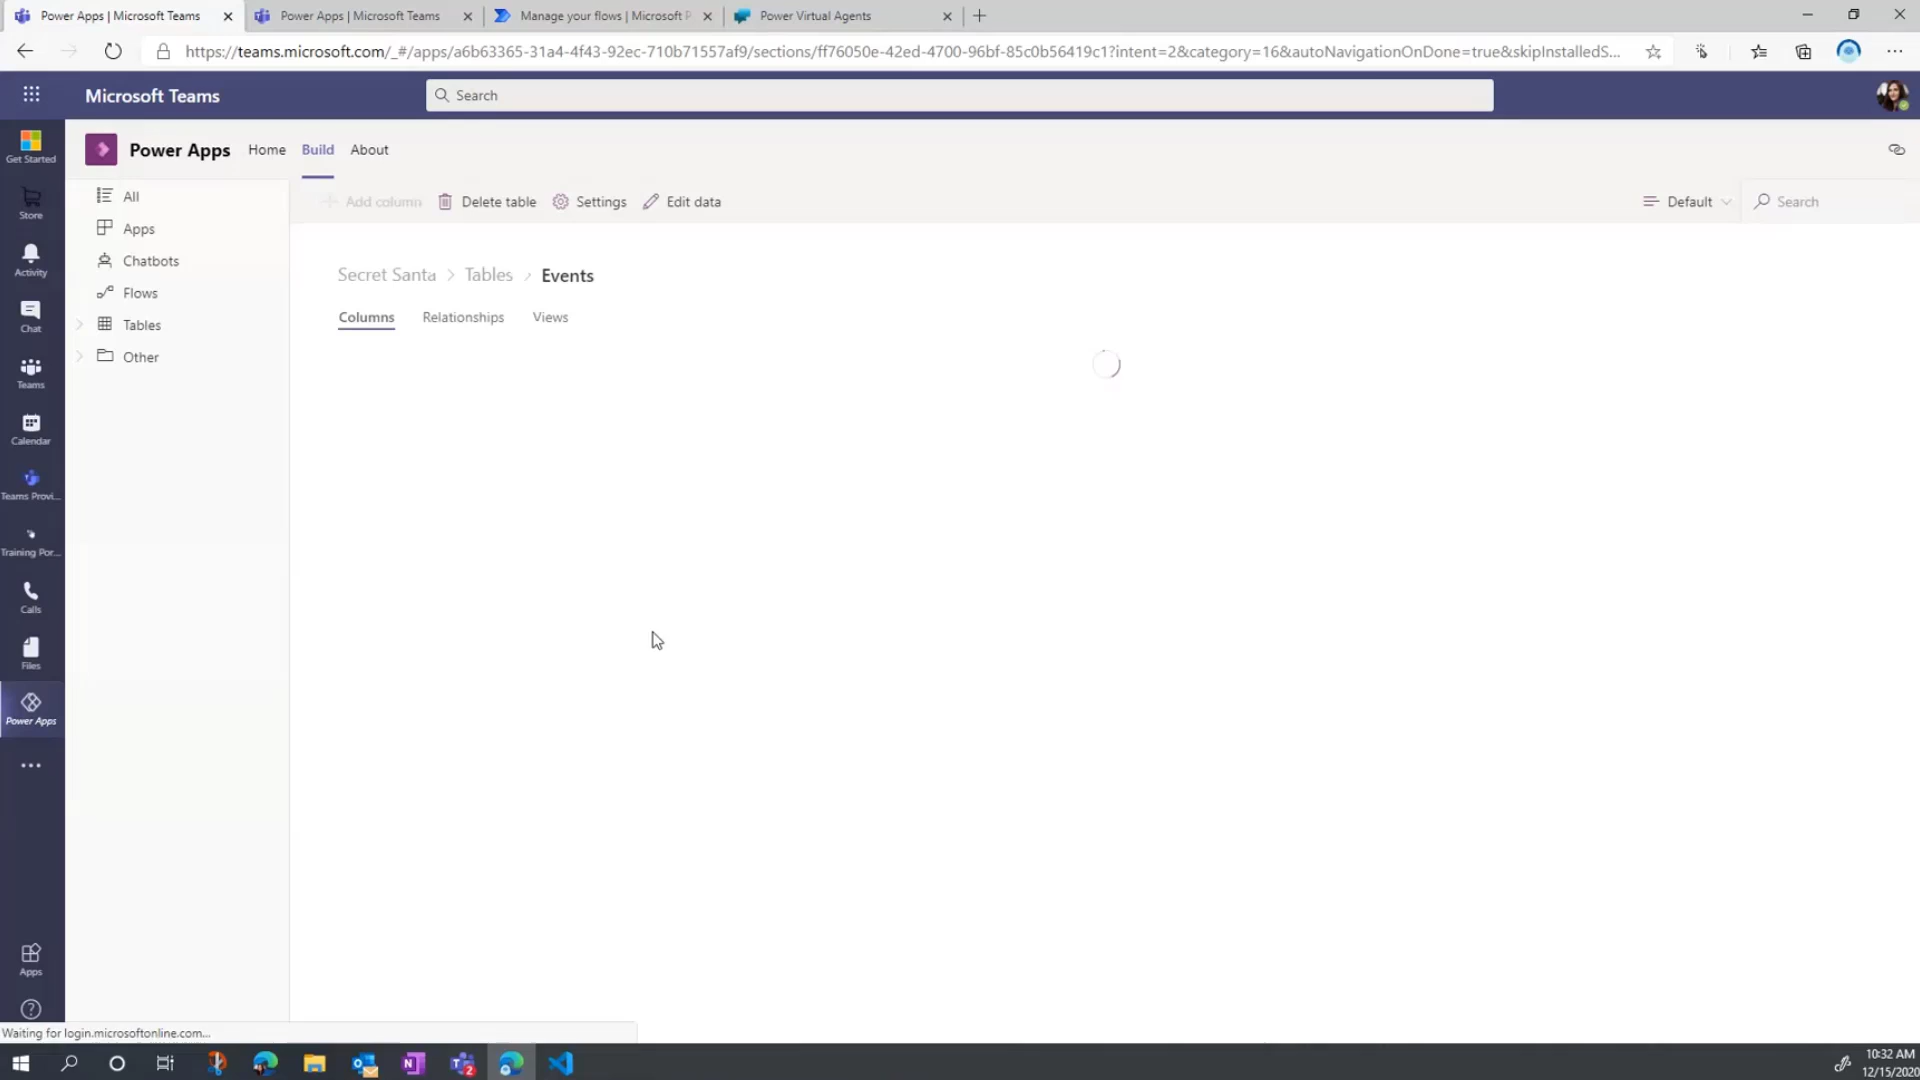 Power Apps | Microsoft Teams
Power Apps | Microsoft Teams
Manage your flows | Microsoft P
Power Virtual Agents
https://teams.microsoft.com/_#/apps/a6b63365-31a4-4f43-92ec-710b71557af9/sections/ff76050e-42ed-4700-96bf-85c0b56419c1?intent=2&category=16&autoNavigationOnDone=true&skipInstalledS...
Microsoft Teams
Search
Get Started
Store
Activity
Chat
Teams
Calendar
Teams Provi...
Training Por...
Calls
Files
Power Apps
Apps
Power Apps
Home
Build
About
All
Apps
Chatbots
Flows
Tables
Other
Add column
Delete table
Settings
Edit data
Default
Search
Secret Santa > Tables > Events
Columns
Relationships
Views
Waiting for login.microsoftonline.com...
10:32 AM
12/15/2020